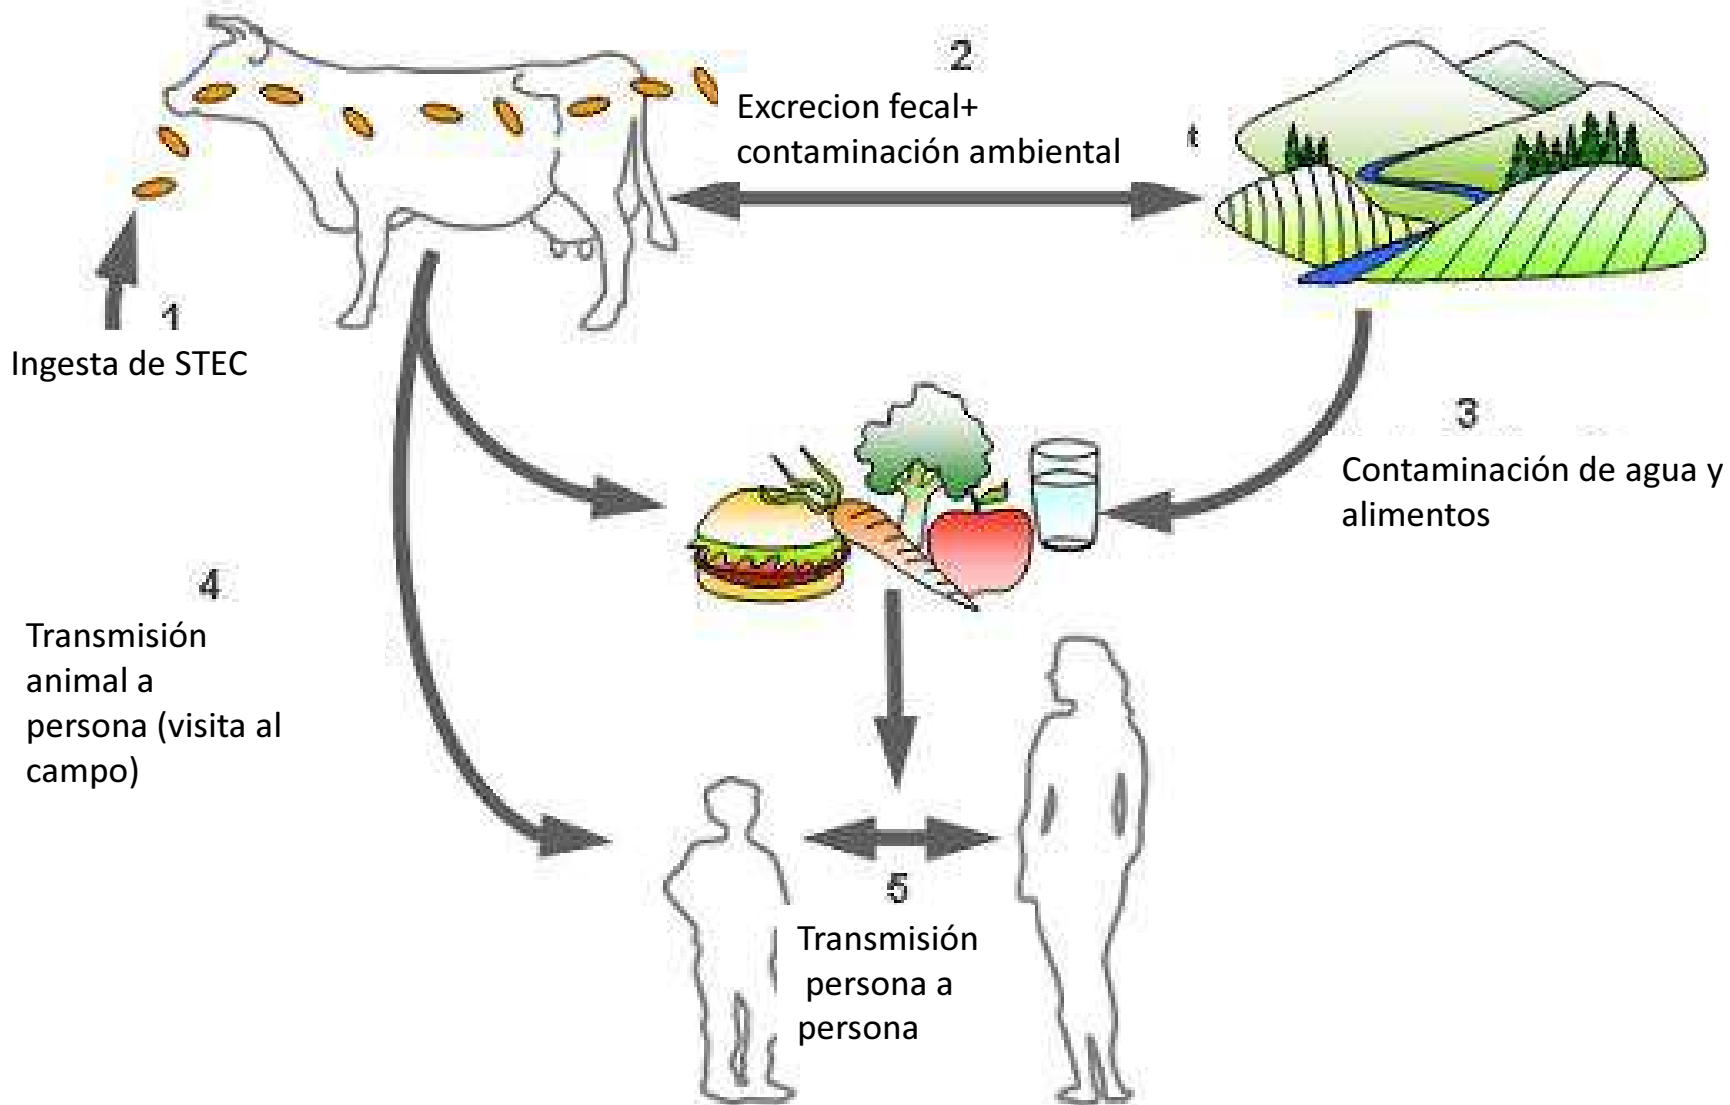 2
Excrecion fecal+
contaminación ambiental
t
1
Ingesta de STEC
3
Contaminación de agua y
alimentos
4
Transmisión
animal a
persona (visita al
campo)
5
Transmisión
persona a
persona